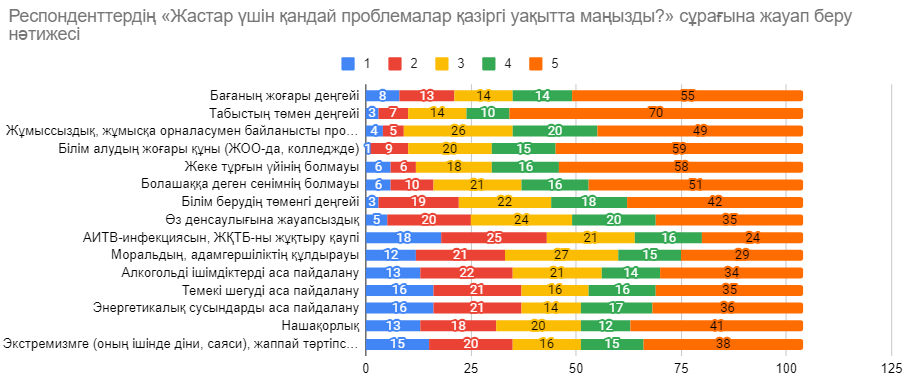 Респонденттердің «Жастар үшін қандай проблемалар қазіргі уақытта маңызды?» сұрағына жауап беру
нәтижесі
1 2 3 4 5
Бағаның жоғары деңгейі 8 13 14 14 55
Табыстың төмен деңгейі 3 7 14 10 70
Жұмыссыздық, жұмысқа орналасумен байланысты про... 4 5 26 20 49
Білім алудың жоғары құны (ЖОО-да, колледжде) 1 9 20 15 59
Жеке тұрғын үйінің болмауы 6 6 18 16 58
Болашаққа деген сенімнің болмауы 6 10 21 16 51
Білім берудің төменгі деңгейі 3 19 22 18 42
Өз денсаулығына жауапсыздық 5 20 24 20 35
АИТВ-инфекциясын, ЖҚТБ-ны жұқтыру қаупі 18 25 21 16 24
Моральдың, адамгершіліктің құлдырауы 12 21 27 15 29
Алкогольді ішімдіктерді аса пайдалану 13 22 21 14 34
Темекі шегуді аса пайдалану 16 21 16 16 35
Энергетикалық сусындарды аса пайдалану 16 21 14 17 36
Нашақорлық 13 18 20 12 41
Экстремизмге (оның ішінде діни, саяси), жаппай тәртіпс... 15 20 16 15 38
0 25 50 75 100 125